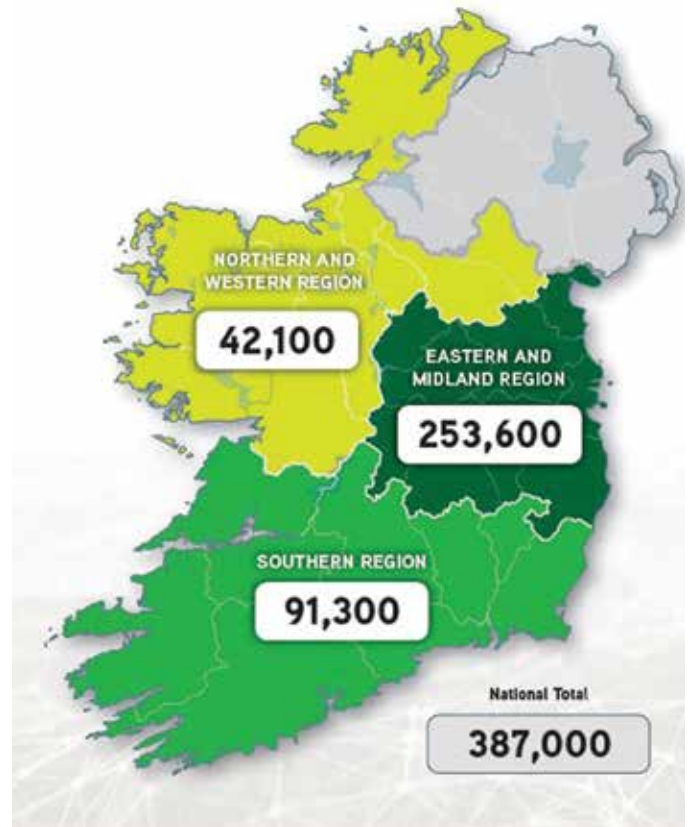 NORTHERN AND
WESTERN REGION
42,100
EASTERN AND
MIDLAND REGION
253,600
SOUTHERN REGION
91,300
National Total
387,000